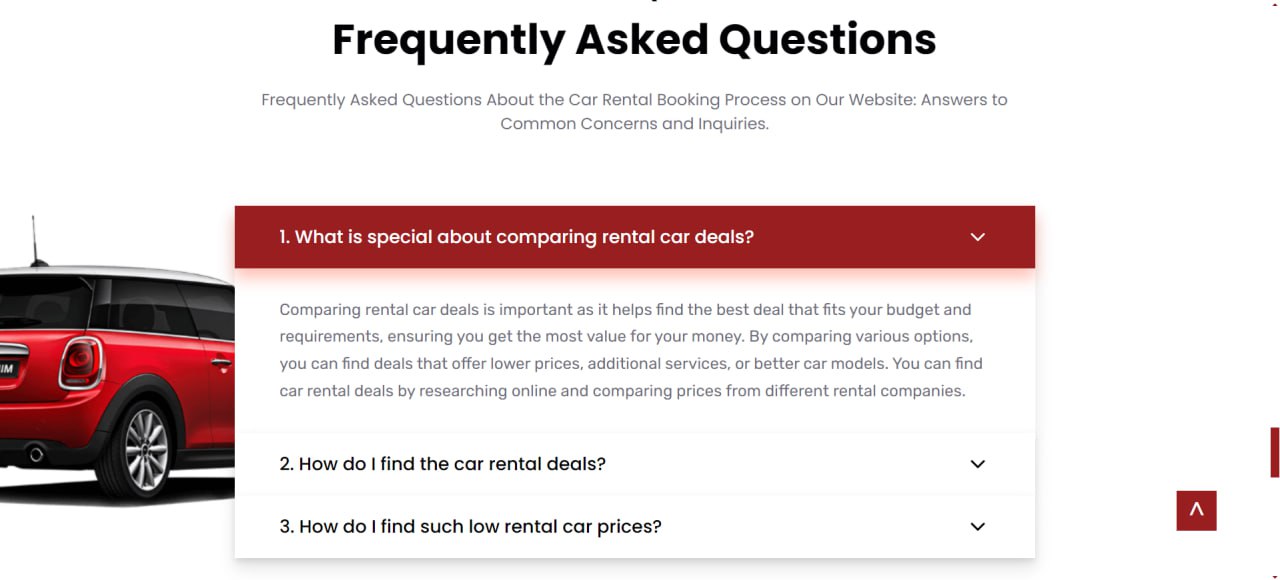 Frequently Asked Questions
Frequently Asked Questions About the Car Rental Booking Process on Our Website: Answers to
Common Concerns and Inquiries.
1. What is special about comparing rental car deals?
Comparing rental car deals is important as it helps find the best deal that fits your budget and
requirements, ensuring you get the most value for your money. By comparing various options,
you can find deals that offer lower prices, additional services, or better car models. You can find
car rental deals by researching online and comparing prices from different rental companies.
2. How do I find the car rental deals?
3. How do I find such low rental car prices?